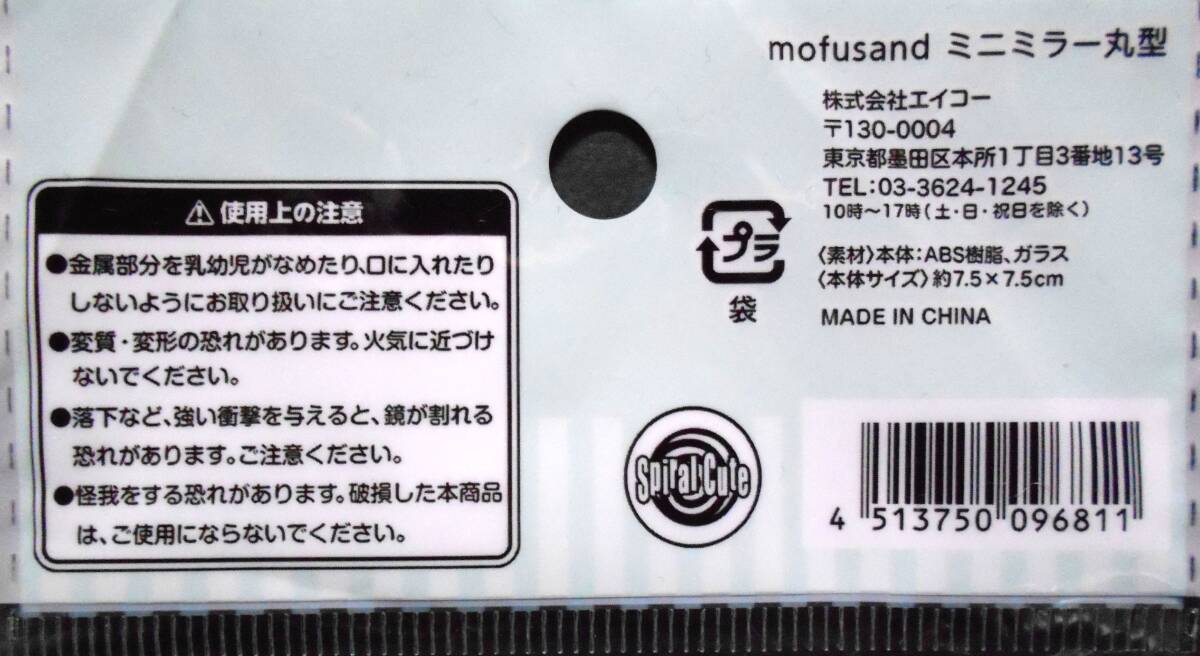 mofusand ミニミラー丸型
株式会社エイコー
〒130-0004
東京都墨田区本所1丁目3番地13号
TEL:03-3624-1245
10時〜17時(土・日・祝日を除く)
プラ
袋
〈素材〉本体:ABS樹脂、ガラス
〈本体サイズ〉約7.5×7.5cm
MADE IN CHINA
使用上の注意
●金属部分を乳幼児がなめたり、口に入れたり
しないようにお取り扱いにご注意ください。
●変質・変形の恐れがあります。火気に近づけ
ないでください。
●落下など、強い衝撃を与えると、鏡が割れる
恐れがあります。ご注意ください。
●怪我をする恐れがあります。破損した本商品
は、ご使用にならないでください。
Spiral Cute
4 513750 096811